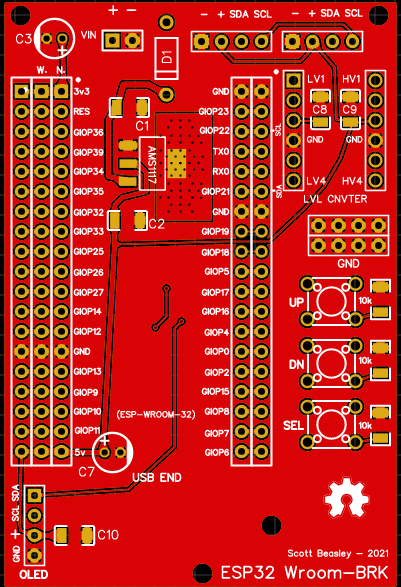 + -
C3
+
VIN
D1
- + SDA SCL
- + SDA SCL
W. N.
3v3
RES
GIOP36
GIOP39
GIOP34
GIOP35
GIOP32
GIOP33
GIOP25
GIOP26
GIOP27
GIOP14
GIOP12
GND
GIOP13
GIOP9
GIOP10
GIOP11
5v
C1
AMS1117
C2
GND
GIOP23
GIOP22
TX0
RX0
GIOP21
GND
GIOP19
GIOP18
GIOP5
GIOP17
GIOP16
GIOP4
GIOP0
GIOP2
GIOP15
GIOP8
GIOP7
GIOP6
LV1
HV1
C8
C9
SCL
GND
GND
SDA
LV4
HV4
LVL CNVTER
GND
UP
10k
DN
10k
SEL
10k
(ESP-WROOM-32)
+
C7
USB END
GND + SCL SDA
C10
OLED
Scott Beasley - 2021
ESP32 Wroom-BRK